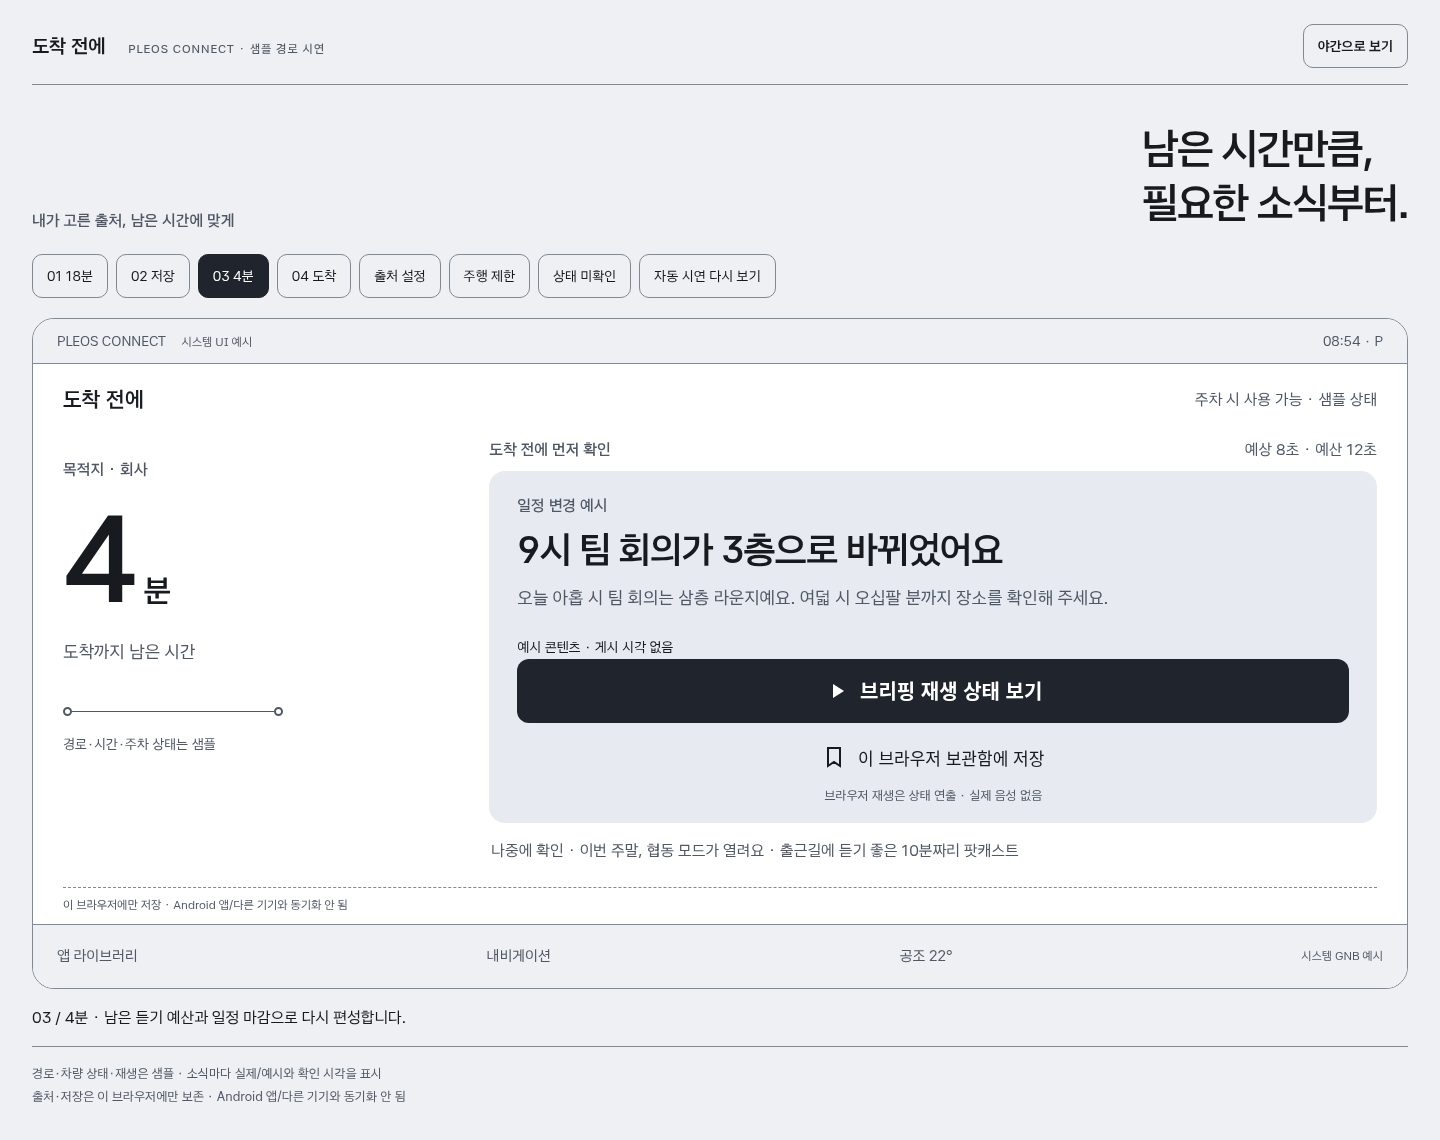 도착 전에
PLEOS CONNECT · 샘플 경로 시연
야간으로 보기
남은 시간만큼,
필요한 소식부터.
내가 고른 출처, 남은 시간에 맞게
01 18분
02 저장
03 4분
04 도착
출처 설정
주행 제한
상태 미확인
자동 시연 다시 보기
PLEOS CONNECT
시스템 UI 예시
08:54 · P
도착 전에
주차 시 사용 가능 · 샘플 상태
목적지 · 회사
4분
도착까지 남은 시간
경로·시간·주차 상태는 샘플
도착 전에 먼저 확인
예상 8초 · 예산 12초
일정 변경 예시
9시 팀 회의가 3층으로 바뀌었어요
오늘 아홉 시 팀 회의는 삼층 라운지예요. 여덟 시 오십팔 분까지 장소를 확인해 주세요.
예시 콘텐츠 · 게시 시각 없음
브리핑 재생 상태 보기
이 브라우저 보관함에 저장
브라우저 재생은 상태 연출 · 실제 음성 없음
나중에 확인 · 이번 주말, 협동 모드가 열려요 · 출근길에 듣기 좋은 10분짜리 팟캐스트
이 브라우저에만 저장 · Android 앱/다른 기기와 동기화 안 됨
앱 라이브러리
내비게이션
공조 22°
시스템 GNB 예시
03 / 4분 · 남은 듣기 예산과 일정 마감으로 다시 편성합니다.
경로·차량 상태·재생은 샘플 · 소식마다 실제/예시와 확인 시각을 표시
출처·저장은 이 브라우저에만 보존 · Android 앱/다른 기기와 동기화 안 됨